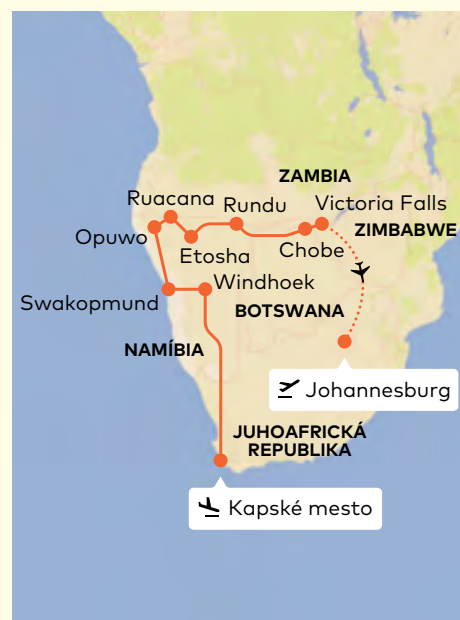 ZAMBIA
Ruacana
Rundu
Victoria Falls
Opuwo
ZIMBABWE
Etosha
Chobe
Windhoek
Swakopmund
BOTSWANA
NAMÍBIA
Johannesburg
JUHOAFRICKÁ
REPUBLIKA
Kapské mesto